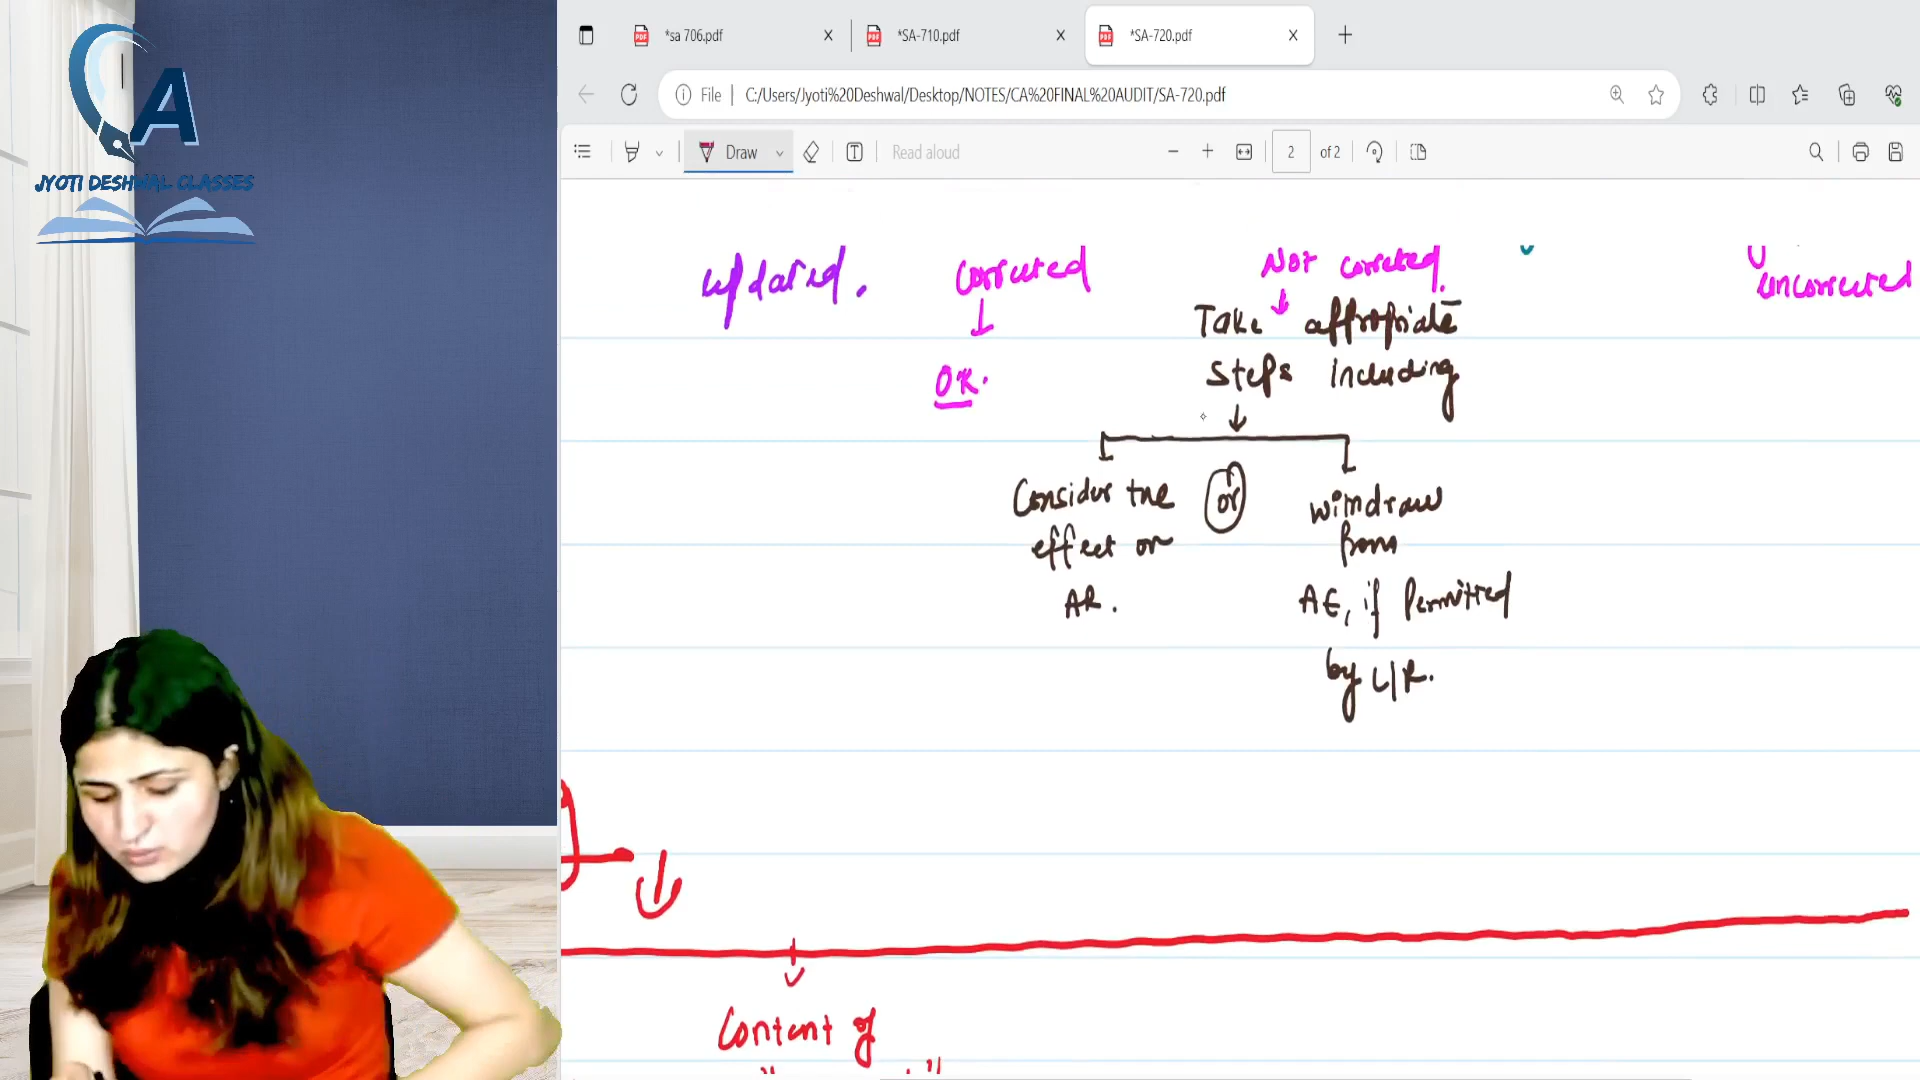 *sa 706.pdf
*SA-710.pdf
*SA-720.pdf
File
C:/Users/Jyoti%20Deshwal/Desktop/NOTES/CA%20FINAL%20AUDIT/SA-720.pdf
Draw
Read aloud
2 of 2
CA
JYOTI DESHWAL CLASSES
updated.
Corrected
Not corrected.
uncorrected
OK.
Take appropriate
steps including
Consider the
effect on
AR.
or
withdraw
from
AE, if Permitted
by L/R.
Content of